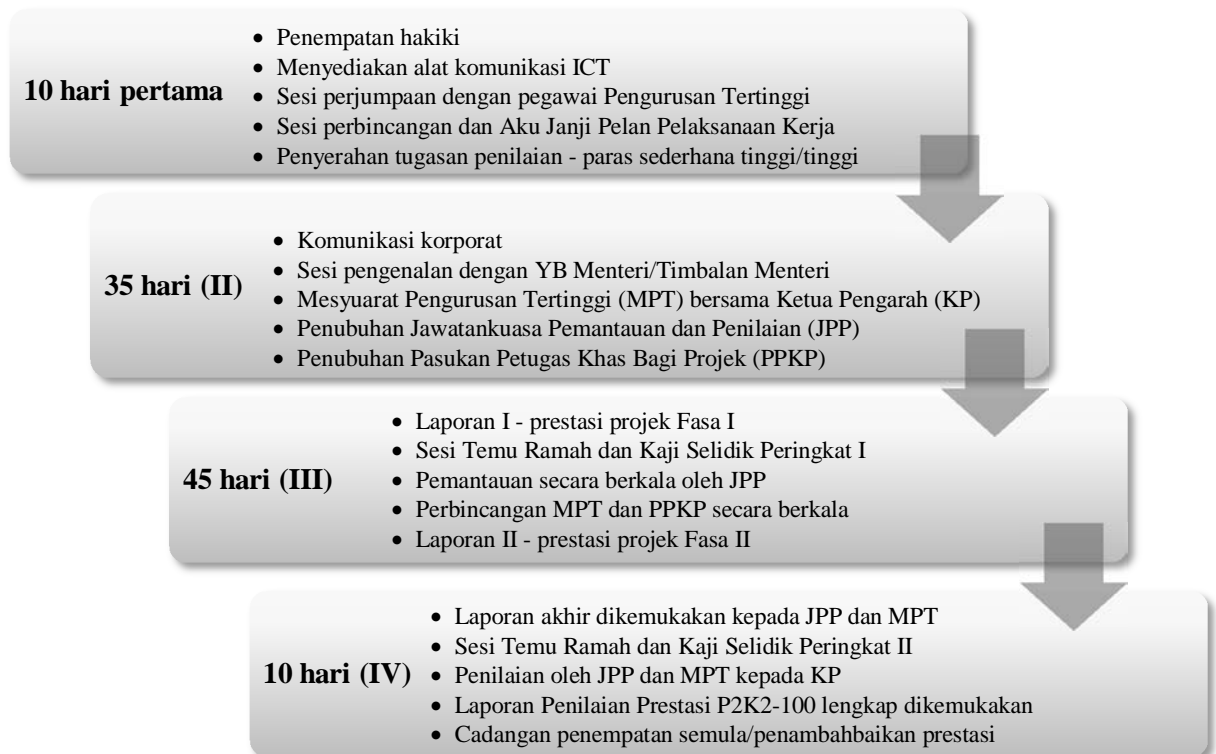 10 hari pertama
• Penempatan hakiki
• Menyediakan alat komunikasi ICT
• Sesi perjumpaan dengan pegawai Pengurusan Tertinggi
• Sesi perbincangan dan Aku Janji Pelan Pelaksanaan Kerja
• Penyerahan tugasan penilaian - paras sederhana tinggi/tinggi
35 hari (II)
• Komunikasi korporat
• Sesi pengenalan dengan YB Menteri/Timbalan Menteri
• Mesyuarat Pengurusan Tertinggi (MPT) bersama Ketua Pengarah (KP)
• Penubuhan Jawatankuasa Pemantauan dan Penilaian (JPP)
• Penubuhan Pasukan Petugas Khas Bagi Projek (PPKP)
45 hari (III)
• Laporan I - prestasi projek Fasa I
• Sesi Temu Ramah dan Kaji Selidik Peringkat I
• Pemantauan secara berkala oleh JPP
• Perbincangan MPT dan PPKP secara berkala
• Laporan II - prestasi projek Fasa II
10 hari (IV)
• Laporan akhir dikemukakan kepada JPP dan MPT
• Sesi Temu Ramah dan Kaji Selidik Peringkat II
• Penilaian oleh JPP dan MPT kepada KP
• Laporan Penilaian Prestasi P2K2-100 lengkap dikemukakan
• Cadangan penempatan semula/penambahbaikan prestasi